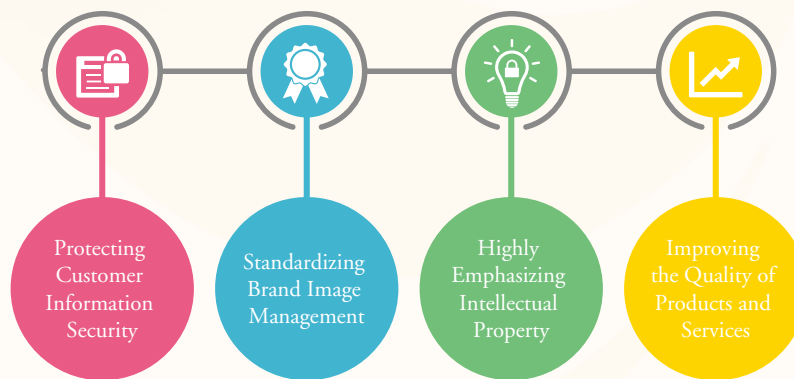 Protecting
Customer
Information
Security
Standardizing
Brand Image
Management
Highly
Emphasizing
Intellectual
Property
Improving
the Quality of
Products and
Services